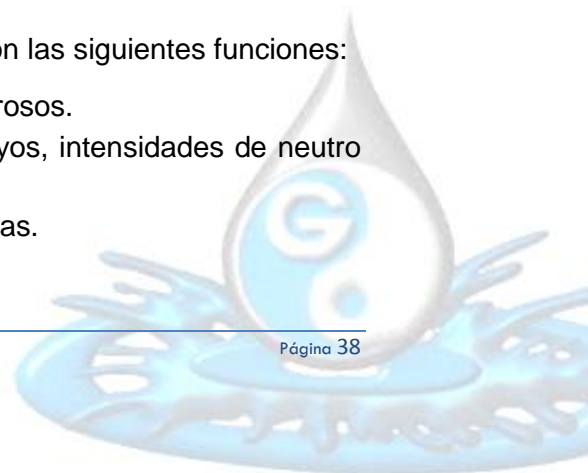 on las siguientes funciones:
rosos.
yos, intensidades de neutro
as.
G
Página 38